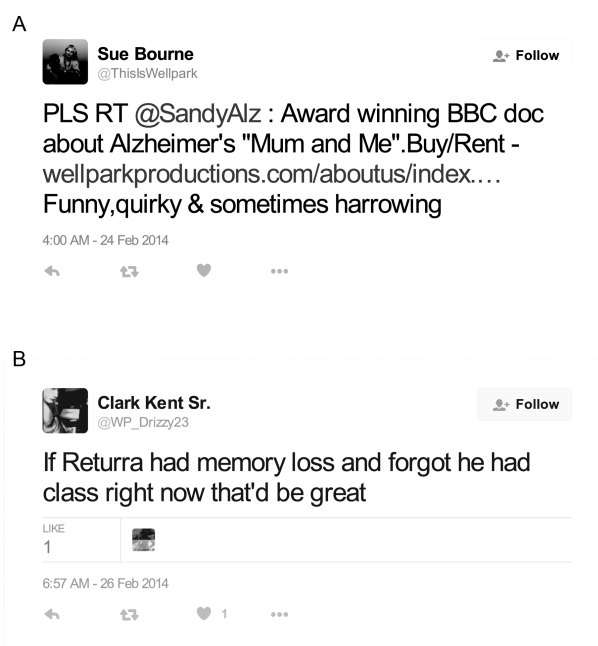 A
Sue Bourne
@ThisIsWellpark
Follow
PLS RT @SandyAlz : Award winning BBC doc
about Alzheimer's "Mum and Me".Buy/Rent -
wellparkproductions.com/aboutus/index.…
Funny,quirky & sometimes harrowing
4:00 AM - 24 Feb 2014
B
Clark Kent Sr.
@WP_Drizzy23
Follow
If Returra had memory loss and forgot he had
class right now that'd be great
LIKE
1
6:57 AM - 26 Feb 2014
1